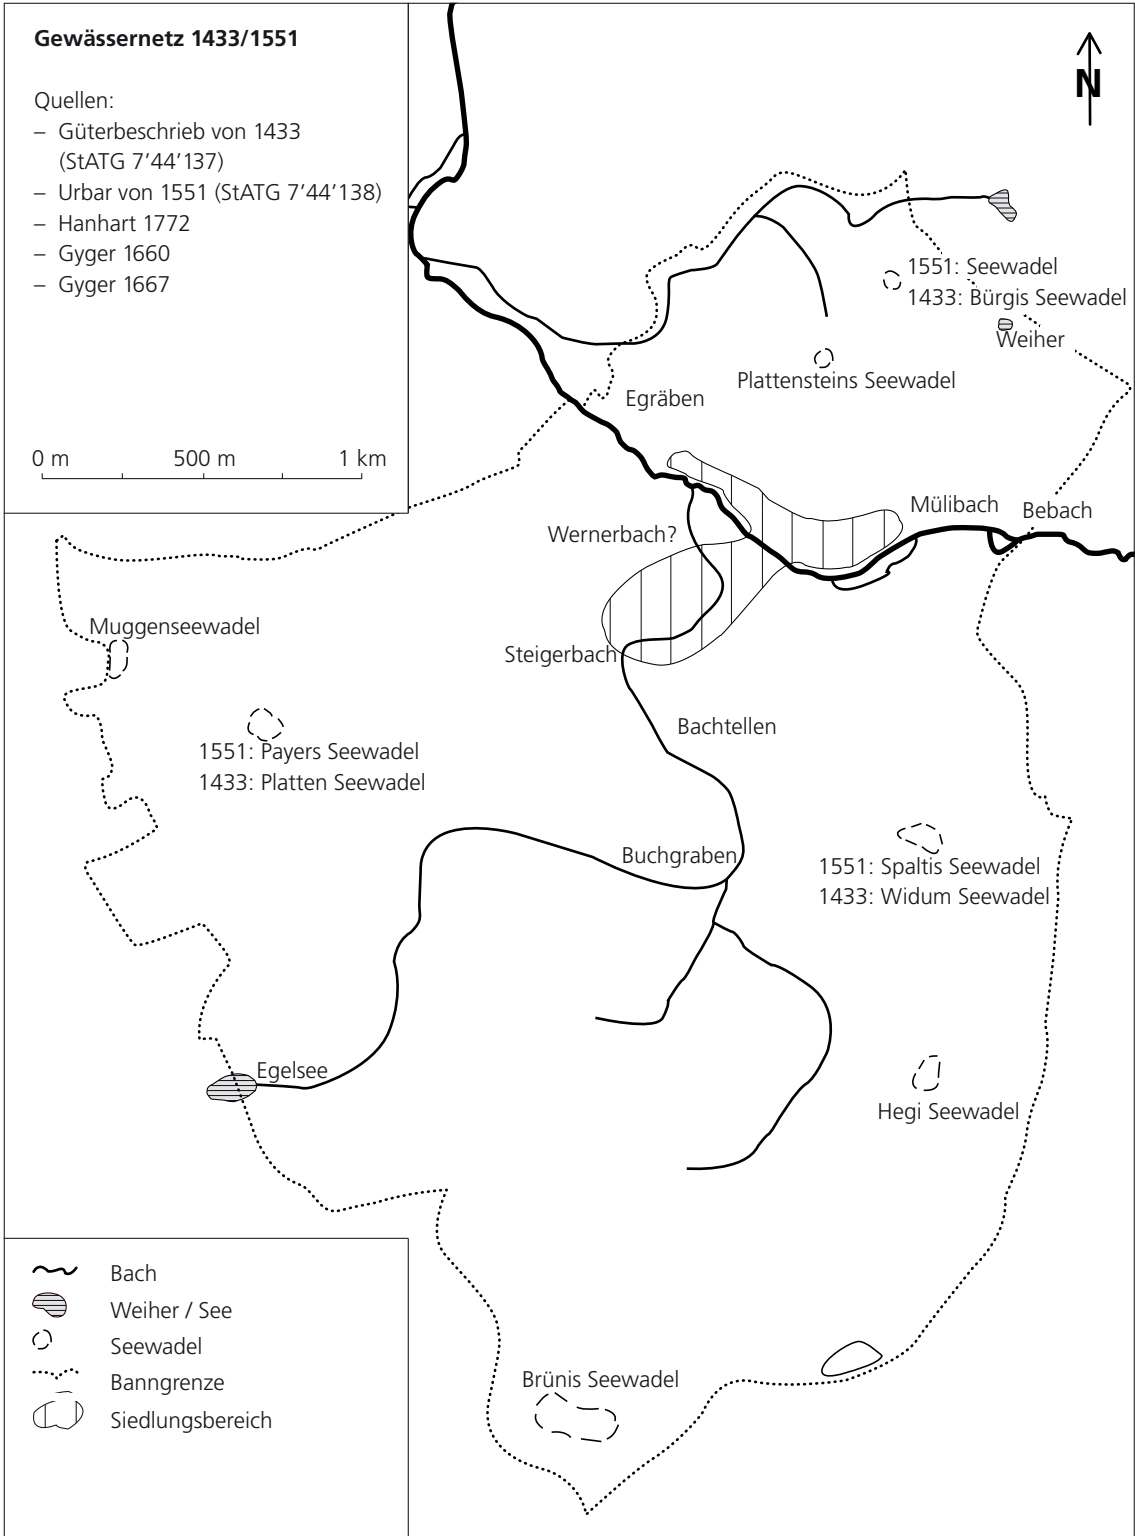 Gewässernetz 1433/1551
Quellen:
– Güterbeschrieb von 1433
(StATG 7’44’137)
– Urbar von 1551 (StATG 7’44’138)
– Hanhart 1772
– Gyger 1660
– Gyger 1667
0 m 500 m 1 km
N
1551: Seewadel
1433: Bürgis Seewadel
Weiher
Plattensteins Seewadel
Egräben
Mülibach
Bebach
Wernerbach?
Muggenseewadel
Steigerbach
Bachtellen
1551: Payers Seewadel
1433: Platten Seewadel
Buchgraben
1551: Spaltis Seewadel
1433: Widum Seewadel
Egelsee
Hegi Seewadel
Brünis Seewadel
Bach
Weiher / See
Seewadel
Banngrenze
Siedlungsbereich